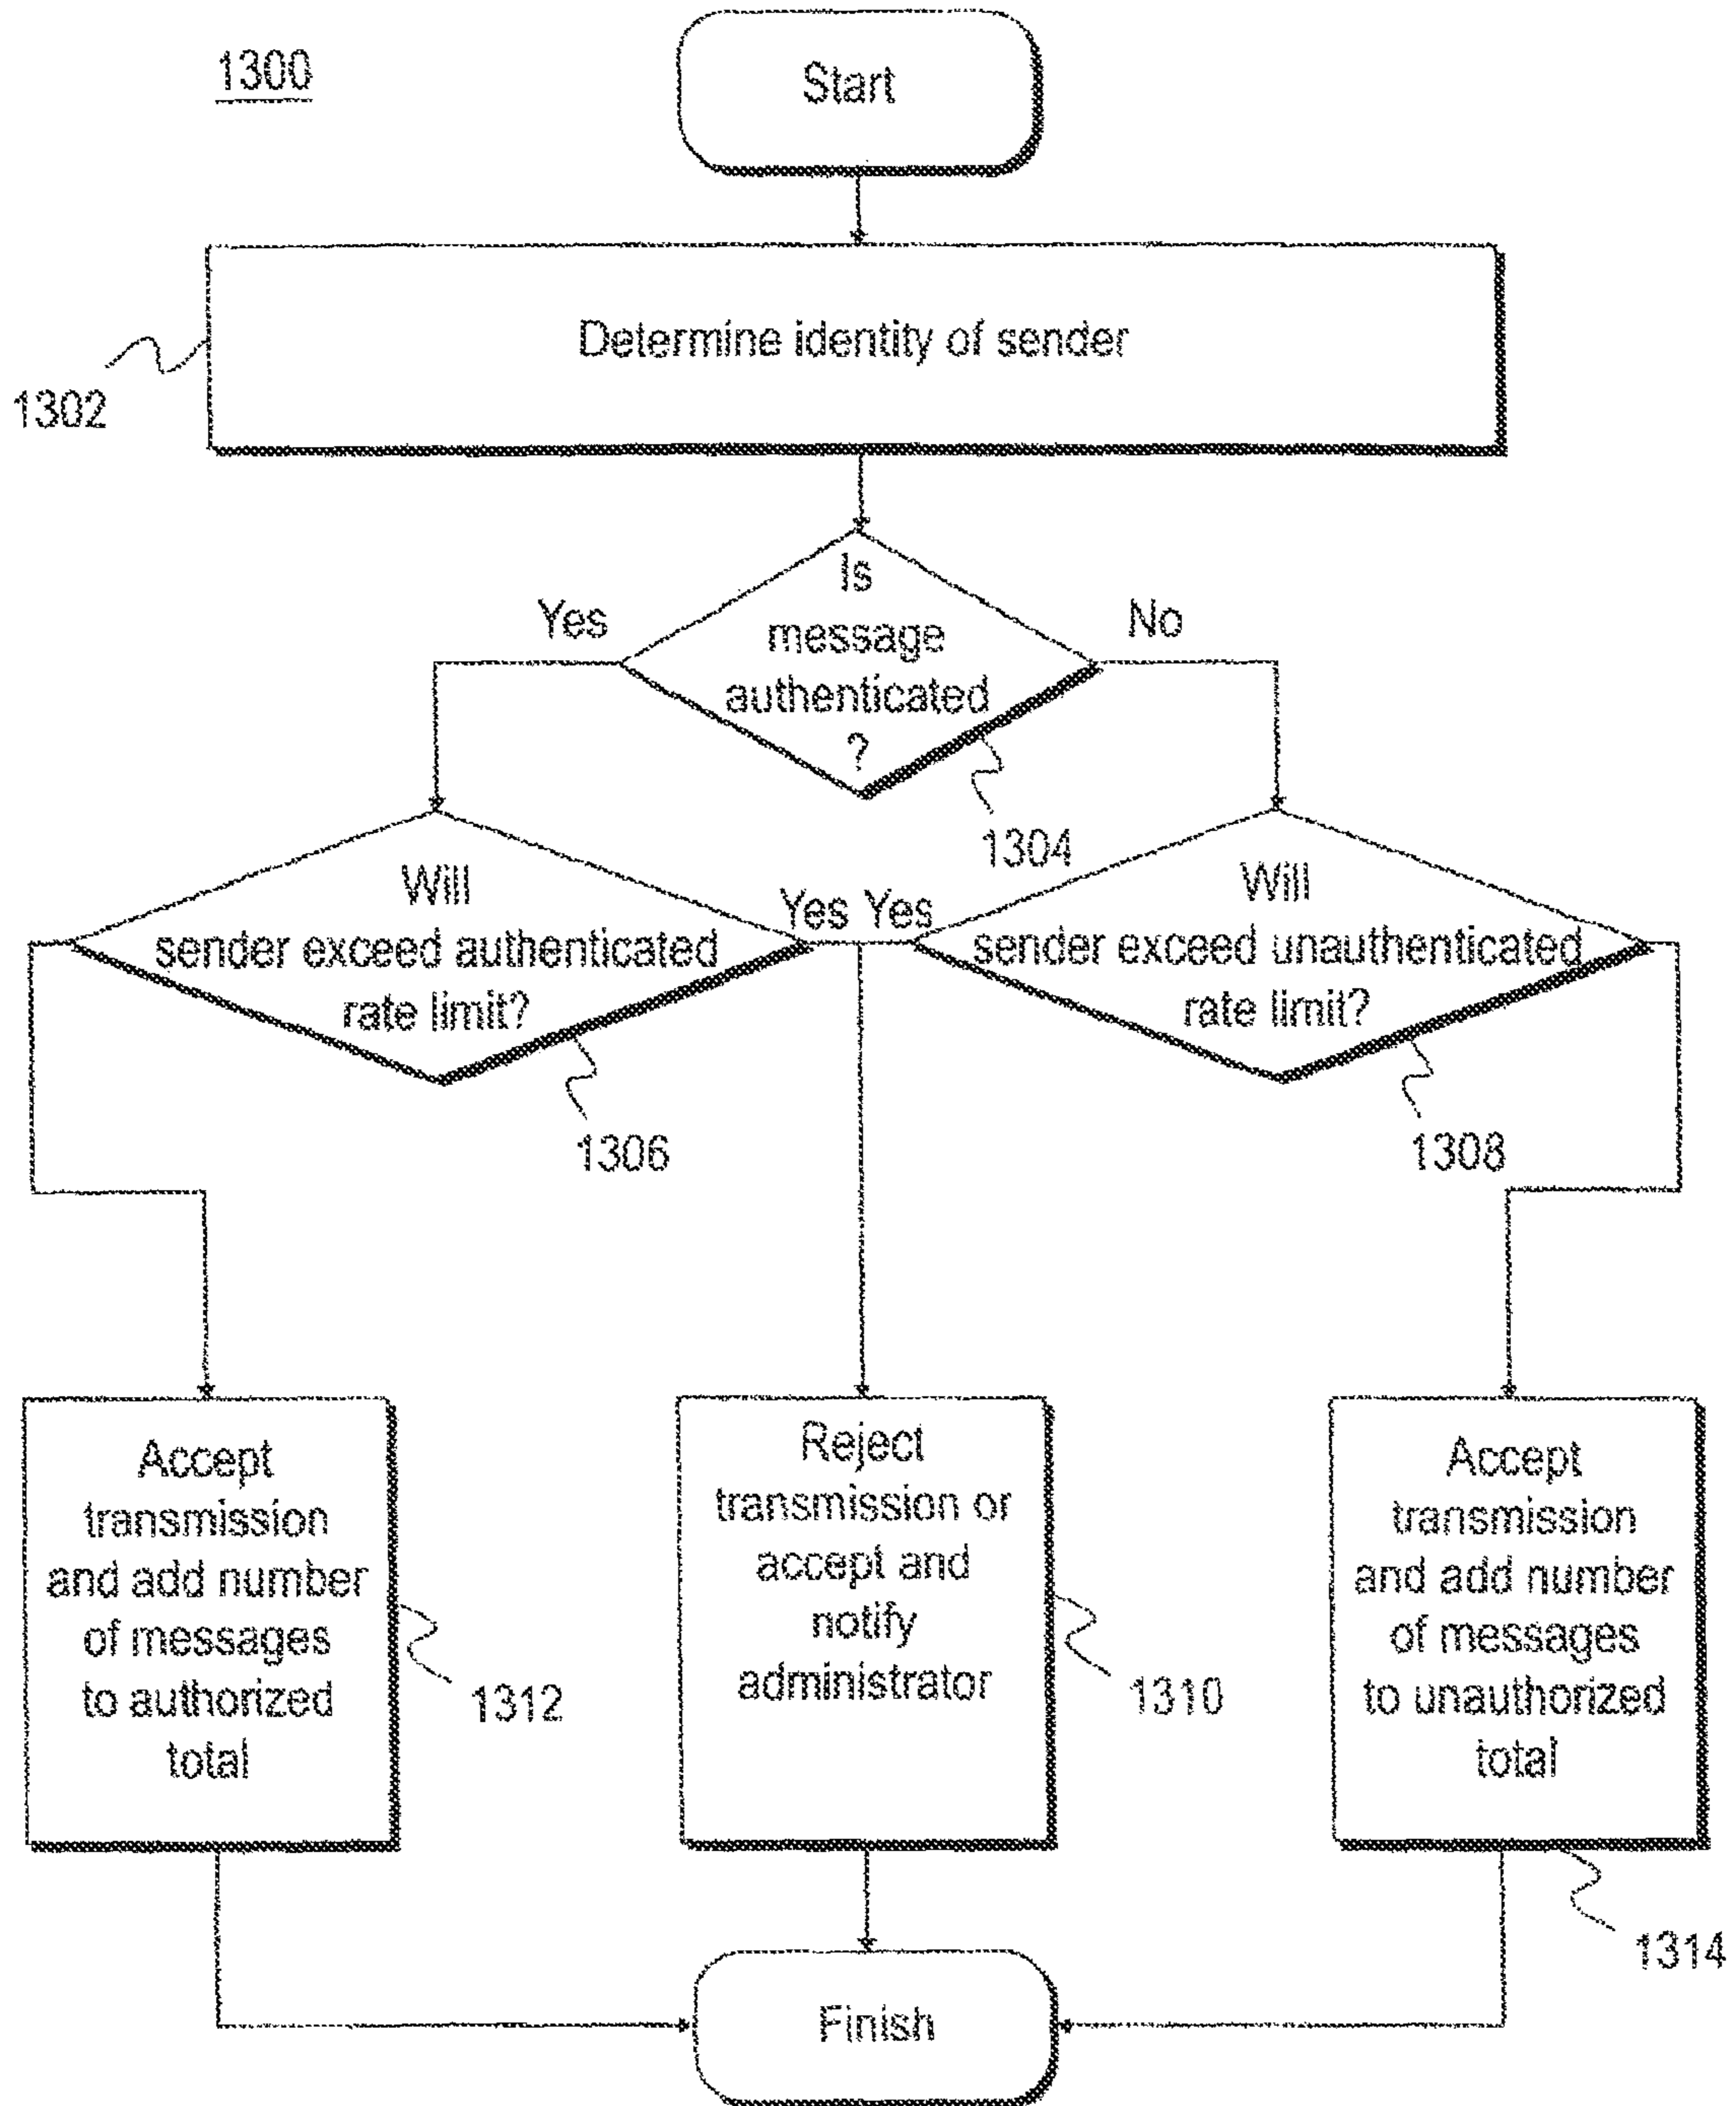 1300
Start
Determine identity of sender
1302
Is
message
authenticated
?
Yes
No
1304
Will
sender exceed authenticated
rate limit?
Yes
Yes
Will
sender exceed unauthenticated
rate limit?
1306
1308
Accept
transmission
and add number
of messages
to authorized
total
1312
Reject
transmission or
accept and
notify
administrator
1310
Accept
transmission
and add number
of messages
to unauthorized
total
1314
Finish